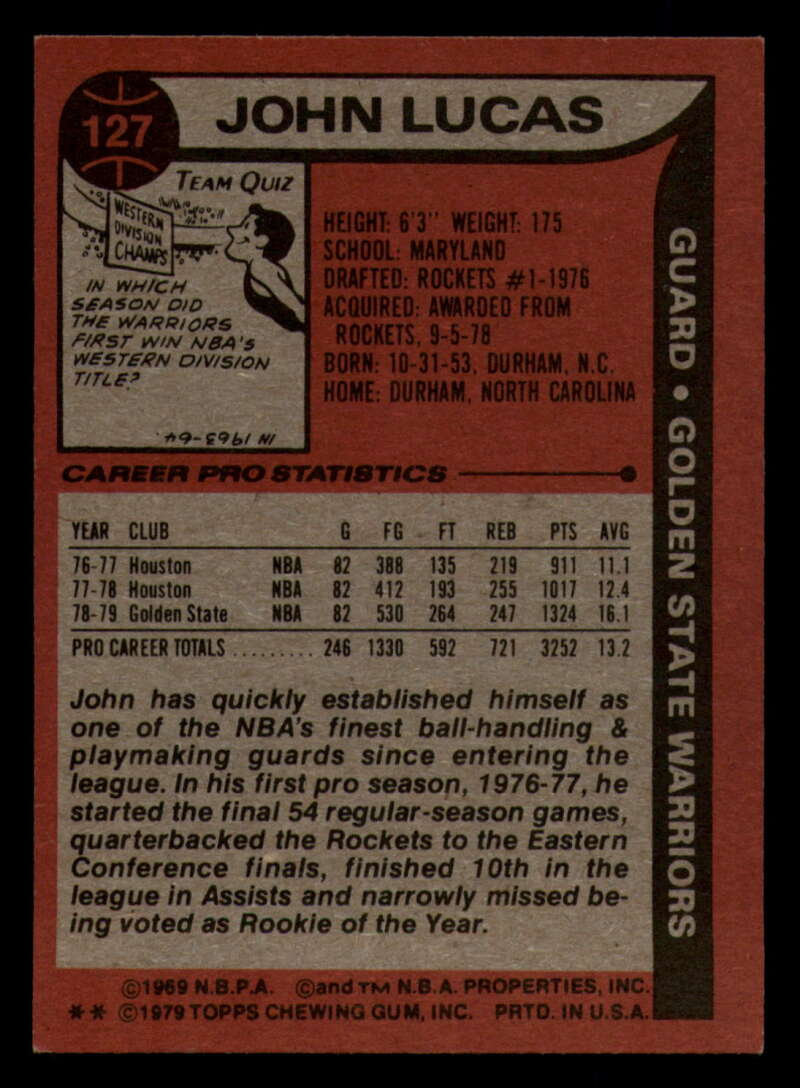 127
JOHN LUCAS
TEAM QUIZ
WESTERN
DIVISION
CHAMPS
IN WHICH
SEASON DID
THE WARRIORS
FIRST WIN NBA'S
WESTERN DIVISION
TITLE?
IN 1963-64.
HEIGHT: 6'3" WEIGHT: 175
SCHOOL: MARYLAND
DRAFTED: ROCKETS #1-1976
ACQUIRED: AWARDED FROM
ROCKETS, 9-5-78
BORN: 10-31-53, DURHAM, N.C.
HOME: DURHAM, NORTH CAROLINA
GUARD • GOLDEN STATE WARRIORS
CAREER PRO STATISTICS
YEAR CLUB G FG FT REB PTS AVG
76-77 Houston NBA 82 388 135 219 911 11.1
77-78 Houston NBA 82 412 193 255 1017 12.4
78-79 Golden State NBA 82 530 264 247 1324 16.1
PRO CAREER TOTALS ......... 246 1330 592 721 3252 13.2
John has quickly established himself as
one of the NBA's finest ball-handling &
playmaking guards since entering the
league. In his first pro season, 1976-77, he
started the final 54 regular-season games,
quarterbacked the Rockets to the Eastern
Conference finals, finished 10th in the
league in Assists and narrowly missed be-
ing voted as Rookie of the Year.
©1969 N.B.P.A. ©and TM N.B.A. PROPERTIES, INC.
** ©1979 TOPPS CHEWING GUM, INC. PRTD. IN U.S.A.